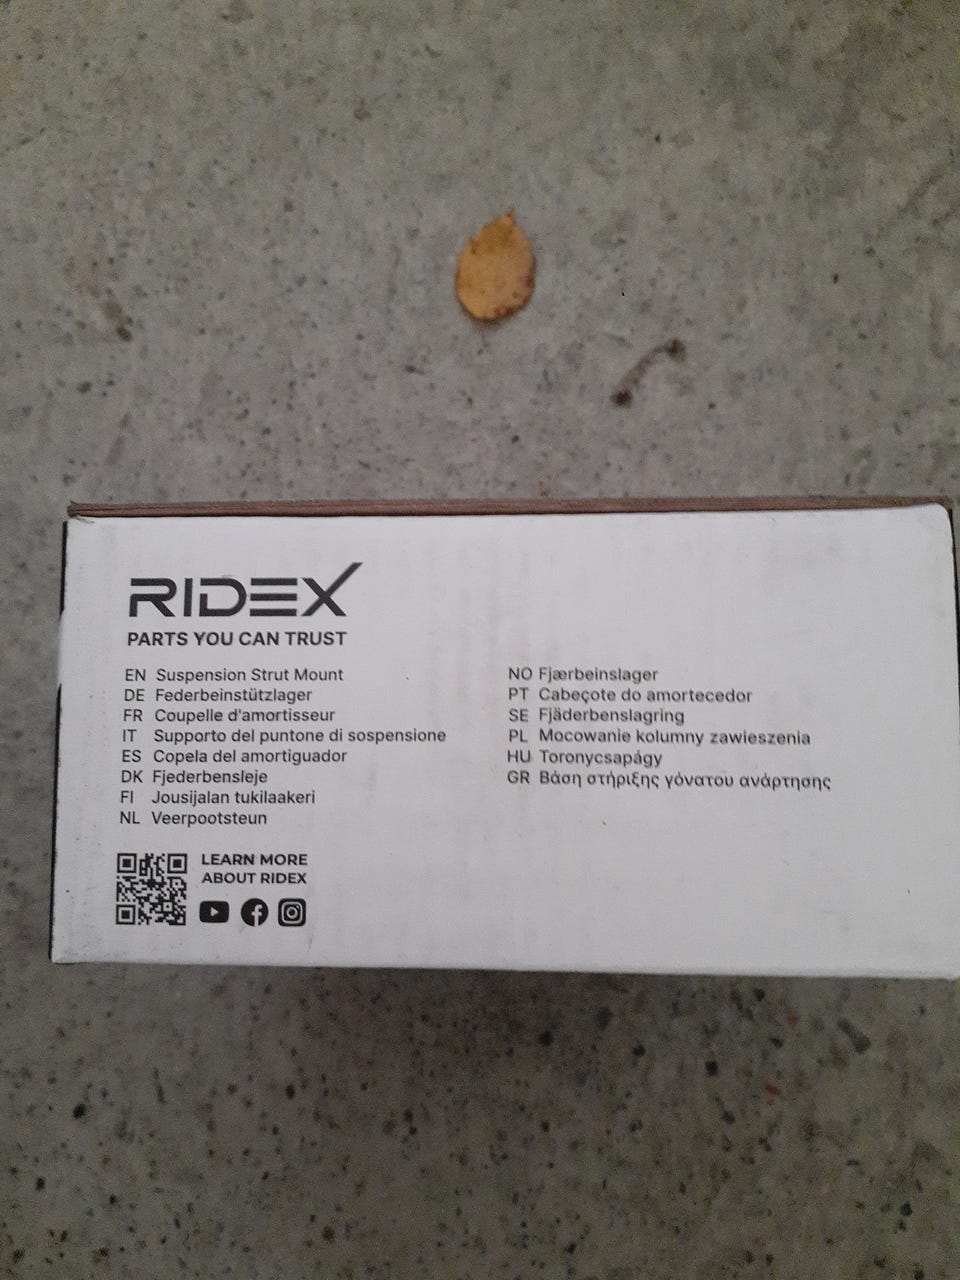 RIDEX
PARTS YOU CAN TRUST
EN Suspension Strut Mount
DE Federbeinstützlager
FR Coupelle d'amortisseur
IT Supporto del puntone di sospensione
ES Copela del amortiguador
DK Fjederbensleje
FI Jousijalan tukilaakeri
NL Veerpootsteun
NO Fjærbeinslager
PT Cabeçote do amortecedor
SE Fjäderbenslagring
PL Mocowanie kolumny zawieszenia
HU Toronycsapágy
GR Βάση στήριξης γόνατου ανάρτησης
LEARN MORE
ABOUT RIDEX